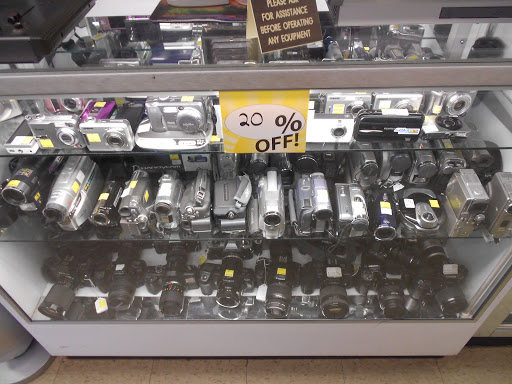 PLEASE ASK
FOR ASSISTANCE
BEFORE OPERATING
ANY EQUIPMENT
20 %
OFF!